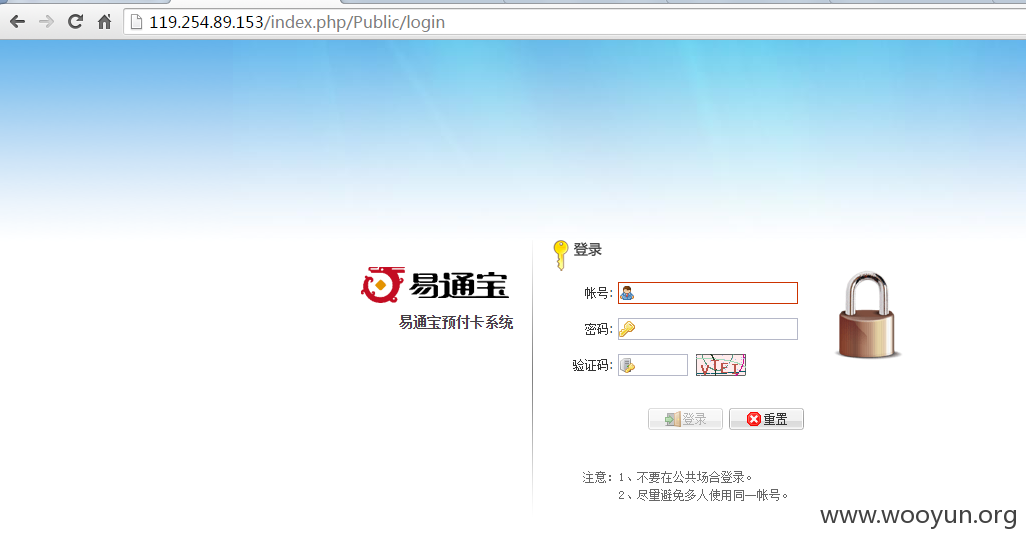 119.254.89.153/index.php/Public/login
登录
易通宝
易通宝预付卡系统
帐号:
密码:
验证码:
VIET
登录
重置
注意: 1、不要在公共场合登录。
2、尽量避免多人使用同一帐号。
www.wooyun.org